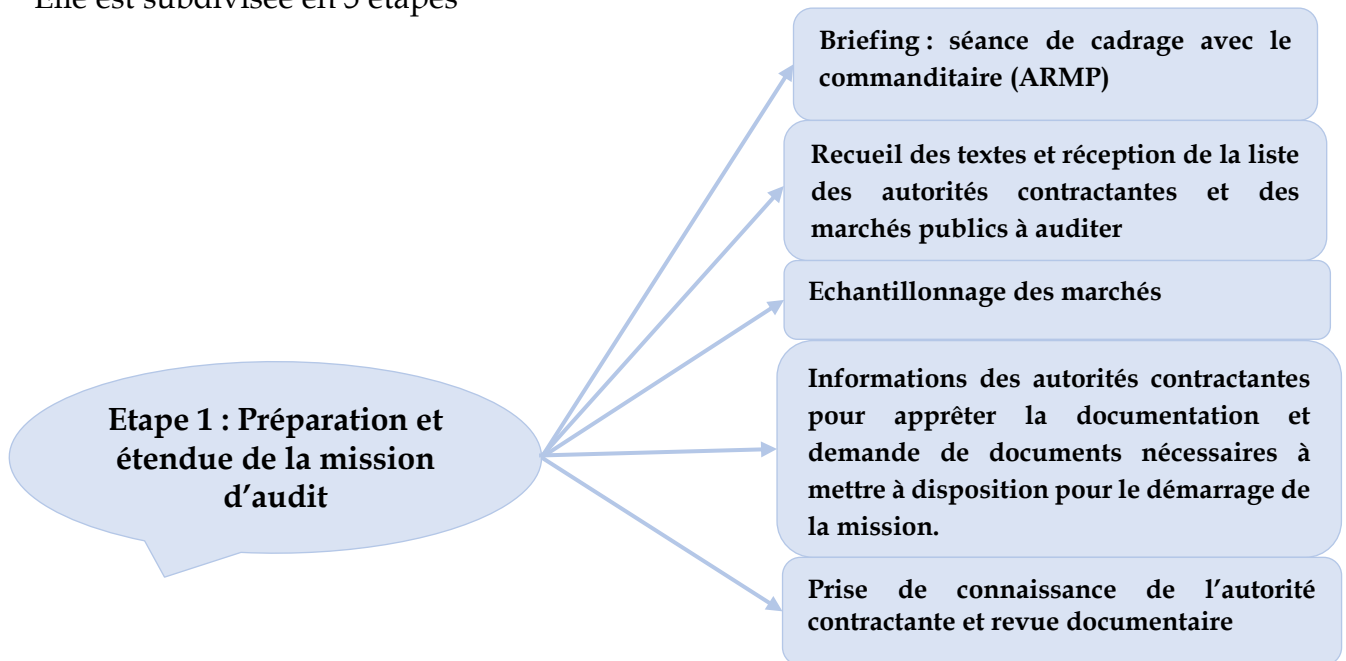 Elle est subdivisée en 5 étapes
Briefing : séance de cadrage avec le
commanditaire (ARMP)
Recueil des textes et réception de la liste
des autorités contractantes et des
marchés publics à auditer
Echantillonnage des marchés
Informations des autorités contractantes
pour apprêter la documentation et
demande de documents nécessaires à
mettre à disposition pour le démarrage de
la mission.
Prise de connaissance de l'autorité
contractante et revue documentaire
Etape 1 : Préparation et
étendue de la mission
d'audit